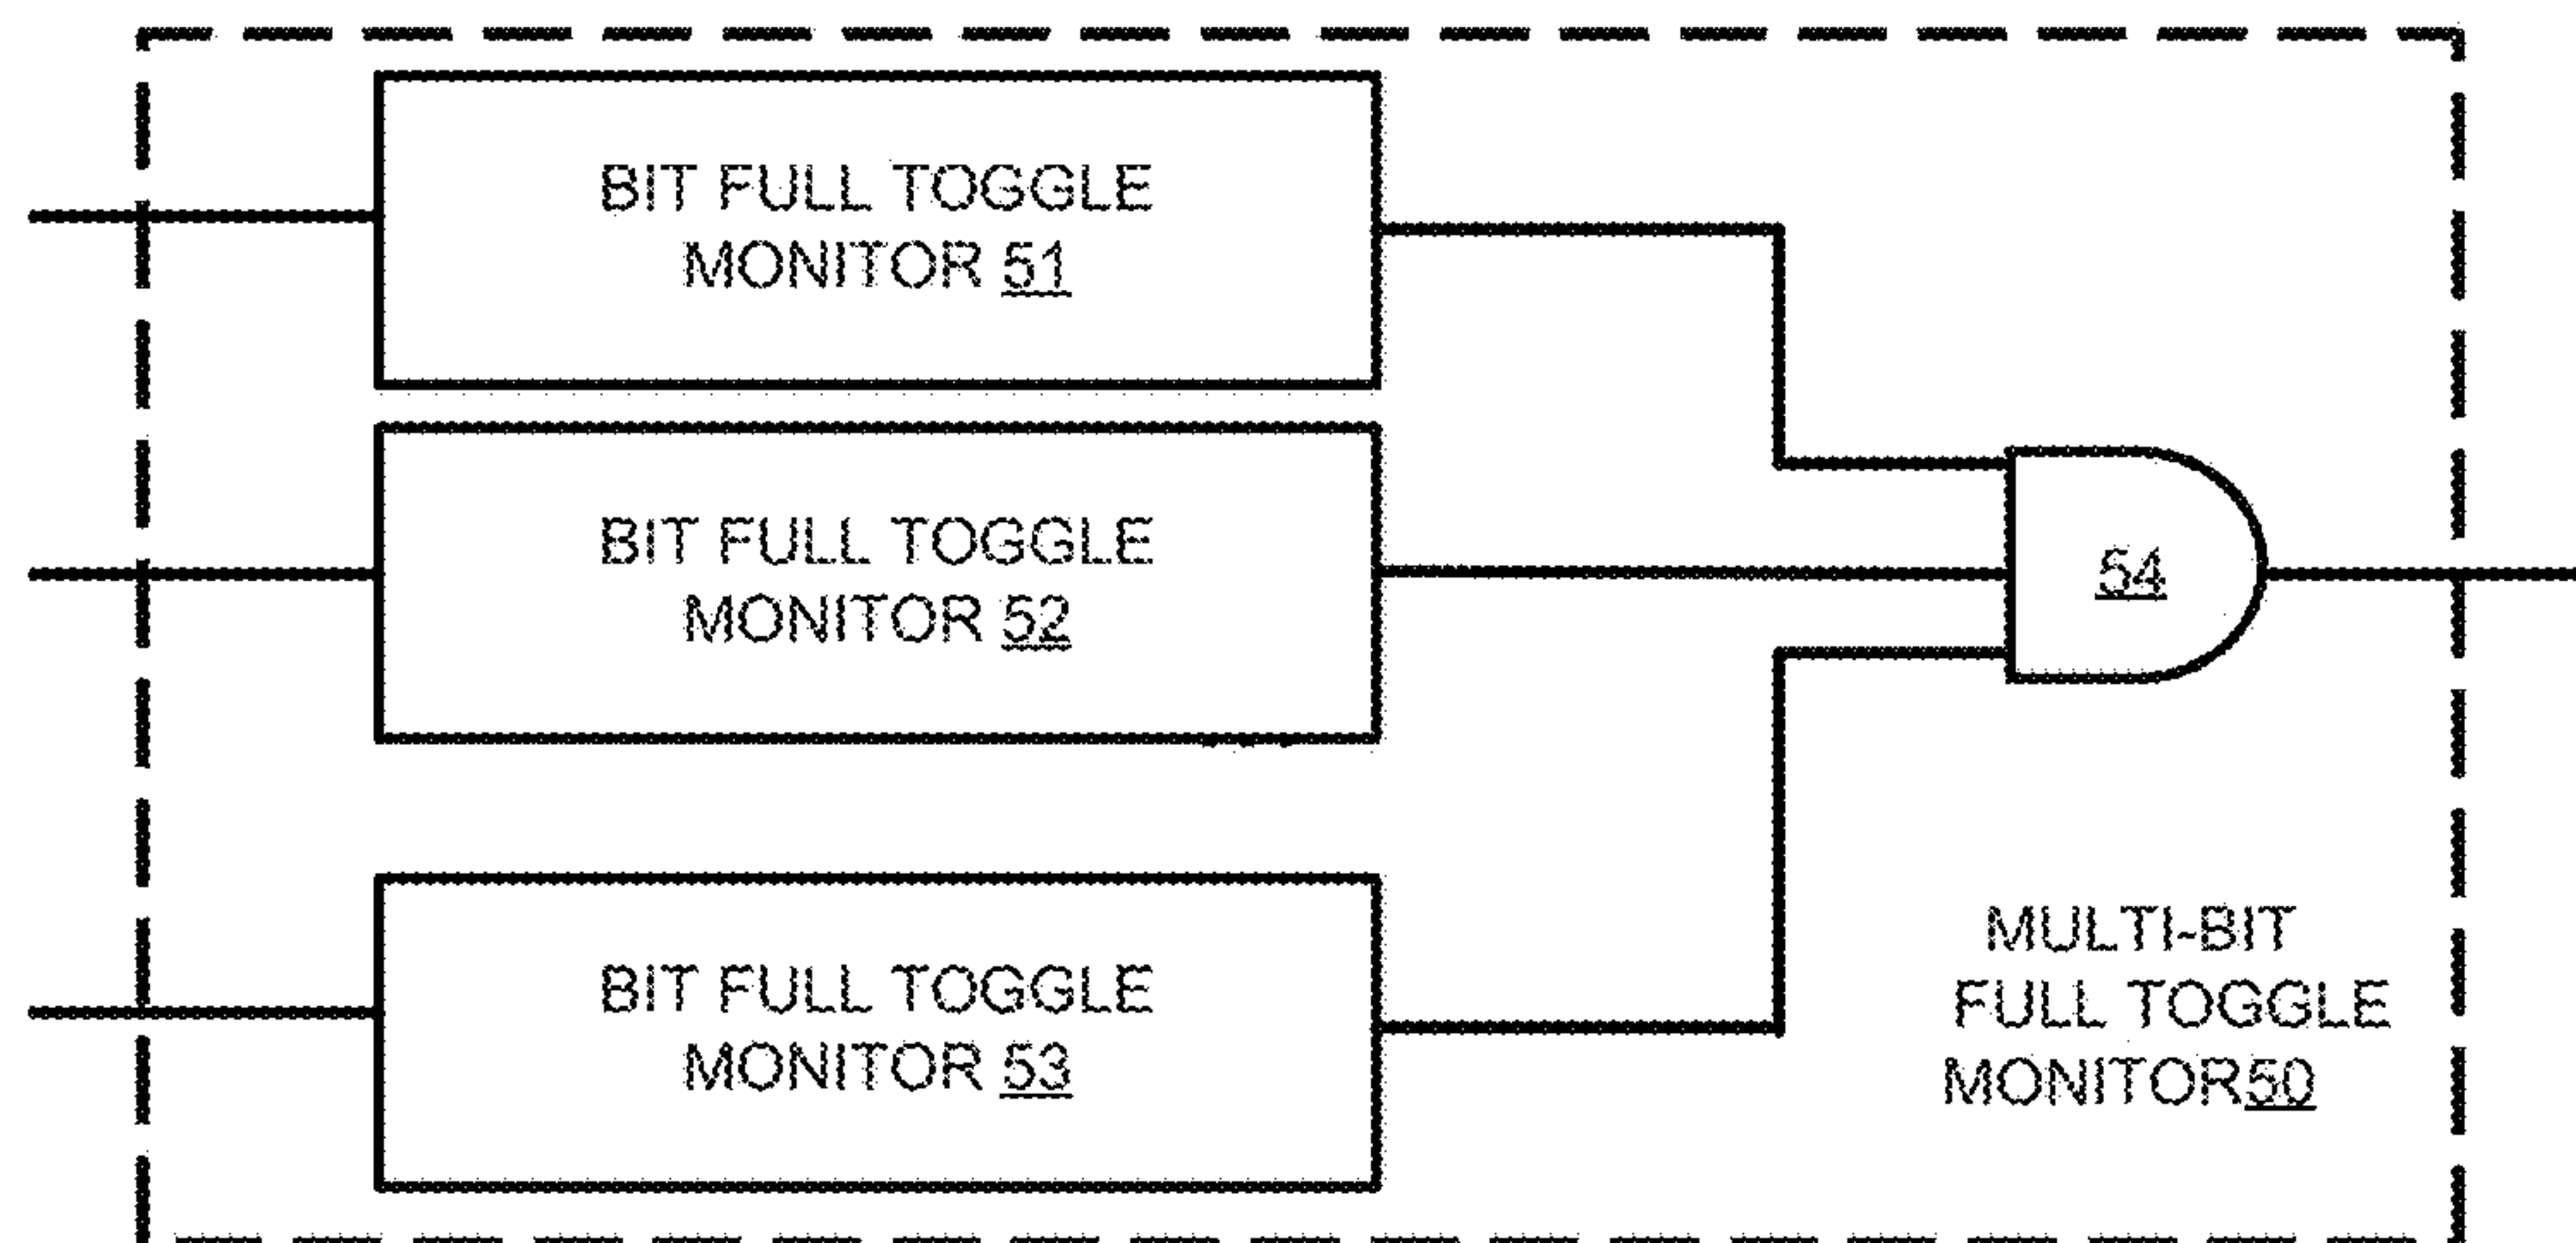 BIT FULL TOGGLE
MONITOR 51
BIT FULL TOGGLE
MONITOR 52
54
BIT FULL TOGGLE
MONITOR 53
MULTI-BIT
FULL TOGGLE
MONITOR50